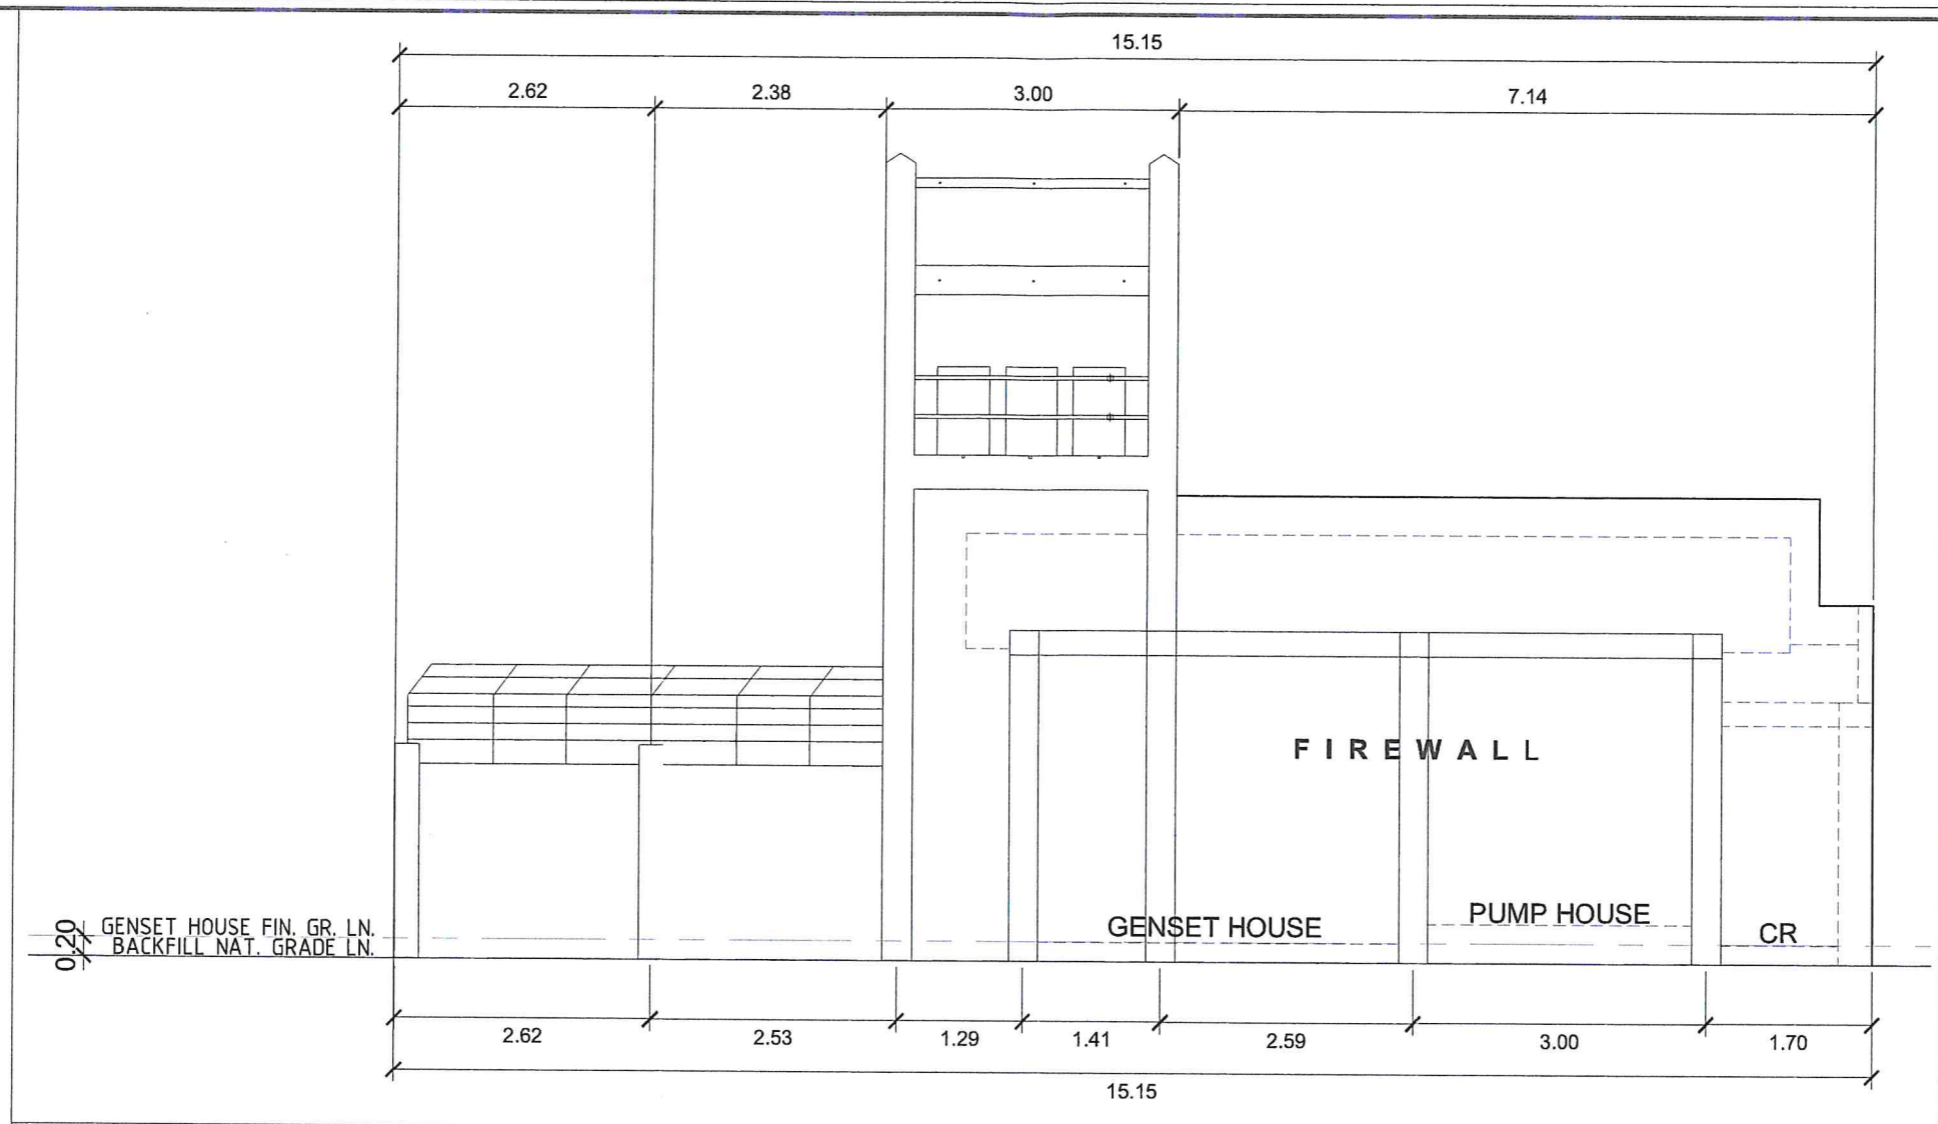 15.15
2.62 2.38 3.00 7.14
FIREWALL
GENSET HOUSE
PUMP HOUSE
CR
0.20
GENSET HOUSE FIN. GR. LN.
BACKFILL NAT. GRADE LN.
2.62 2.53 1.29 1.41 2.59 3.00 1.70
15.15